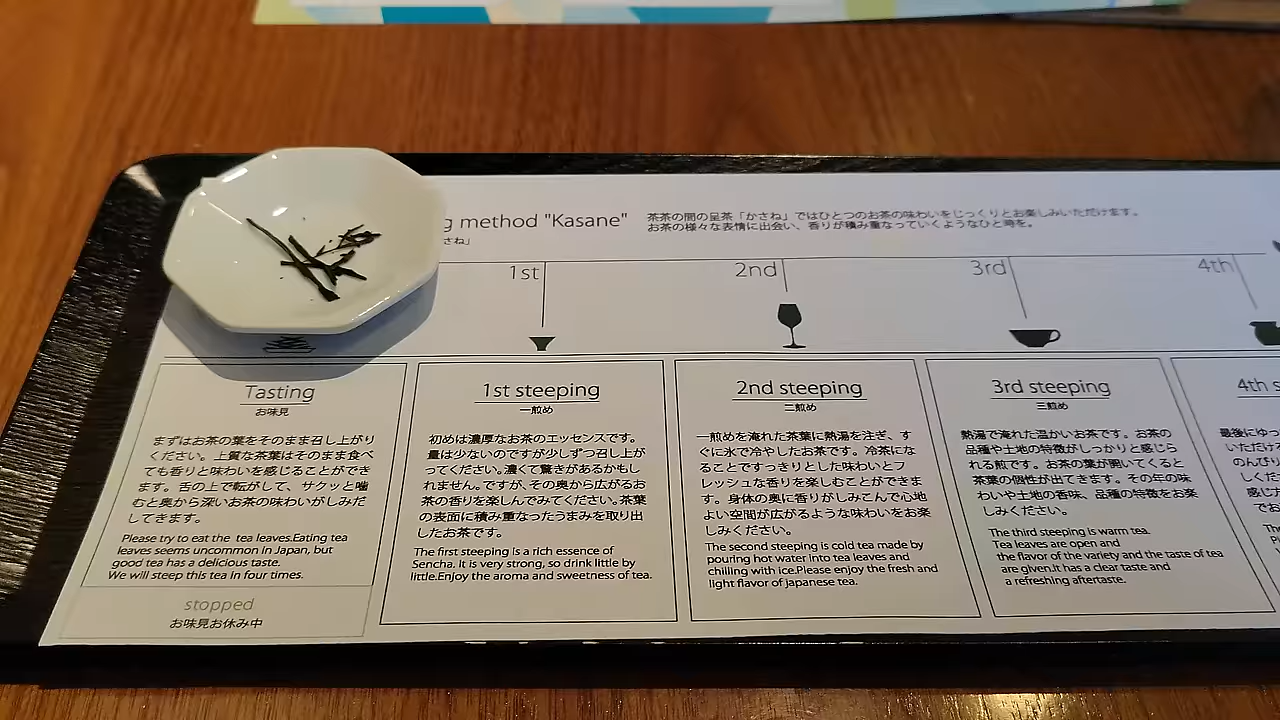 g method "Kasane"
さね」
茶茶の間の呈茶「かさね」ではひとつのお茶の味わいをじっくりとお楽しみいただけます。
お茶の様々な表情に出会い、香りが積み重なっていくようなひと時を。
1st
2nd
3rd
4th
Tasting
お味見
まずはお茶の葉をそのまま召し上がり
ください。上質な茶葉はそのまま食べ
ても香りと味わいを感じることができ
ます。舌の上で転がして、サクッと噛
むと奥から深いお茶の味わいがしみだ
してきます。
Please try to eat the tea leaves.Eating tea
leaves seems uncommon in Japan, but
good tea has a delicious taste.
We will steep this tea in four times.
stopped
お味見お休み中
1st steeping
一煎め
初めは濃厚なお茶のエッセンスです。
量は少ないのですが少しずつ召し上が
ってください。濃くて驚きがあるかもし
れません。ですが、その奥から広がるお
茶の香りを楽しんでみてください。茶葉
の表面に積み重なったうまみを取り出
したお茶です。
The first steeping is a rich essence of
Sencha. It is very strong, so drink little by
little.Enjoy the aroma and sweetness of tea.
2nd steeping
二煎め
一煎めを淹れた茶葉に熱湯を注ぎ、す
ぐに氷で冷やしたお茶です。冷茶にな
ることですっきりとした味わいとフ
レッシュな香りを楽しむことができま
す。身体の奥に香りがしみこんで心地
よい空間が広がるような味わいをお楽
しみください。
The second steeping is cold tea made by
pouring hot water into tea leaves and
chilling with ice.Please enjoy the fresh and
light flavor of japanese tea.
3rd steeping
三煎め
熱湯で淹れた温かいお茶です。お茶の
品種や土地の特徴がしっかりと感じら
れる煎です。お茶の葉が開いてくると
茶葉の個性が出てきます。その年の味
わいや土地の香味、品種の特徴をお楽
しみください。
The third steeping is warm tea.
Tea leaves are open and
the flavor of the variety and the taste of tea
are given.It has a clear taste and
a refreshing aftertaste.
4th s
最後にゆっ
いただけ
のんびり
しくだ
感じ
でお
The